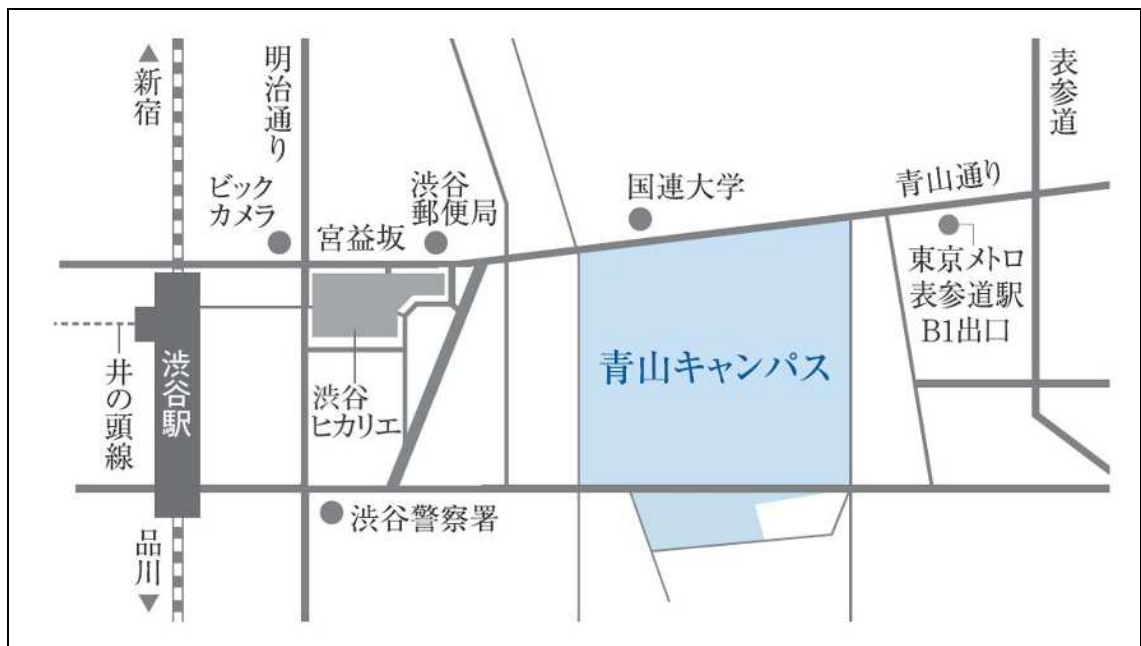 ▲新宿
明治通り
ビック
カメラ
宮益坂
渋谷
郵便局
国連大学
青山通り
表参道
東京メトロ
表参道駅
B1出口
青山キャンパス
渋谷駅
井の頭線
渋谷
ヒカリエ
渋谷警察署
品川▼